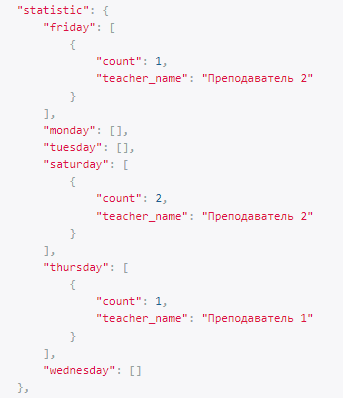 "statistic": {
"friday": [
{
"count": 1,
"teacher_name": "Преподаватель 2"
}
],
"monday": [],
"tuesday": [],
"saturday": [
{
"count": 2,
"teacher_name": "Преподаватель 2"
}
],
"thursday": [
{
"count": 1,
"teacher_name": "Преподаватель 1"
}
],
"wednesday": []
},